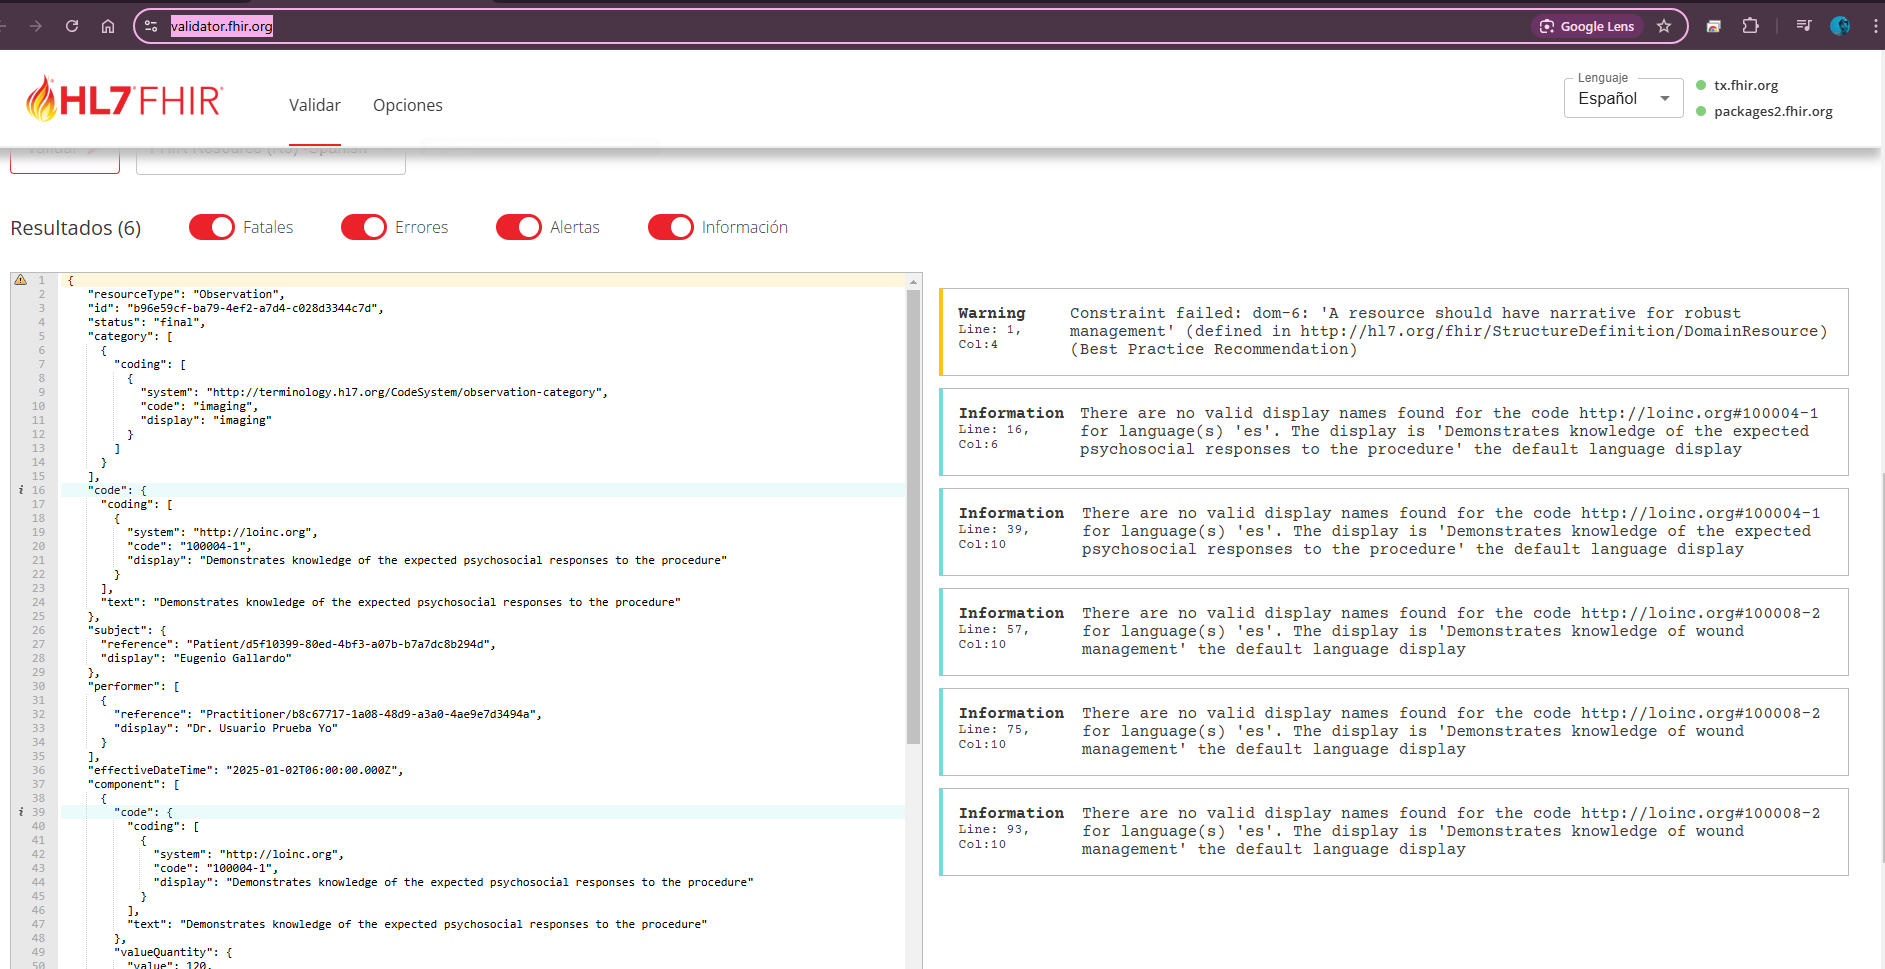 validator.fhir.org
Google Lens
HL7 FHIR
Validar
Opciones
Lenguaje
Español
tx.fhir.org
packages2.fhir.org
Resultados (6)
Fatales
Errores
Alertas
Información
1 {
2 "resourceType": "Observation",
3 "id": "b96e59cf-ba79-4ef2-a7d4-c028d3344c7d",
4 "status": "final",
5 "category": [
6 {
7 "coding": [
8 {
9 "system": "http://terminology.hl7.org/CodeSystem/observation-category",
10 "code": "imaging",
11 "display": "imaging"
12 }
13 ]
14 }
15 ],
16 "code": {
17 "coding": [
18 {
19 "system": "http://loinc.org",
20 "code": "100004-1",
21 "display": "Demonstrates knowledge of the expected psychosocial responses to the procedure"
22 }
23 ],
24 "text": "Demonstrates knowledge of the expected psychosocial responses to the procedure"
25 },
26 "subject": {
27 "reference": "Patient/d5f10399-80ed-4bf3-a07b-b7a7dc8b294d",
28 "display": "Eugenio Gallardo"
29 },
30 "performer": [
31 {
32 "reference": "Practitioner/b8c67717-1a08-48d9-a3a0-4ae9e7d3494a",
33 "display": "Dr. Usuario Prueba Yo"
34 }
35 ],
36 "effectiveDateTime": "2025-01-02T06:00:00.000Z",
37 "component": [
38 {
39 "code": {
40 "coding": [
41 {
42 "system": "http://loinc.org",
43 "code": "100004-1",
44 "display": "Demonstrates knowledge of the expected psychosocial responses to the procedure"
45 }
46 ],
47 "text": "Demonstrates knowledge of the expected psychosocial responses to the procedure"
48 },
49 "valueQuantity": {
50 "value": 120,
Warning
Line: 1,
Col:4
Constraint failed: dom-6: 'A resource should have narrative for robust
management' (defined in http://hl7.org/fhir/StructureDefinition/DomainResource)
(Best Practice Recommendation)
Information
Line: 16,
Col:6
There are no valid display names found for the code http://loinc.org#100004-1
for language(s) 'es'. The display is 'Demonstrates knowledge of the expected
psychosocial responses to the procedure' the default language display
Information
Line: 39,
Col:10
There are no valid display names found for the code http://loinc.org#100004-1
for language(s) 'es'. The display is 'Demonstrates knowledge of the expected
psychosocial responses to the procedure' the default language display
Information
Line: 57,
Col:10
There are no valid display names found for the code http://loinc.org#100008-2
for language(s) 'es'. The display is 'Demonstrates knowledge of wound
management' the default language display
Information
Line: 75,
Col:10
There are no valid display names found for the code http://loinc.org#100008-2
for language(s) 'es'. The display is 'Demonstrates knowledge of wound
management' the default language display
Information
Line: 93,
Col:10
There are no valid display names found for the code http://loinc.org#100008-2
for language(s) 'es'. The display is 'Demonstrates knowledge of wound
management' the default language display